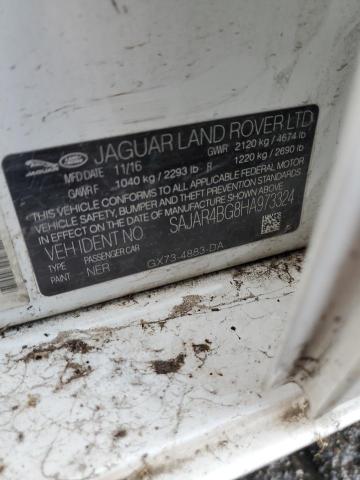 JAGUAR LAND ROVER LTD
MFD DATE 11/16 GVWR 2120 kg / 4674 lb
GAWR F 1040 kg / 2293 lb R 1220 kg / 2690 lb
THIS VEHICLE CONFORMS TO ALL APPLICABLE FEDERAL MOTOR
VEHICLE SAFETY, BUMPER, AND THEFT PREVENTION STANDARDS
IN EFFECT ON THE DATE OF MANUFACTURE SHOWN ABOVE.
VEH IDENT NO. SAJAR4BG8HA973324
TYPE PASSENGER CAR
PAINT NER GX73-4883-DA